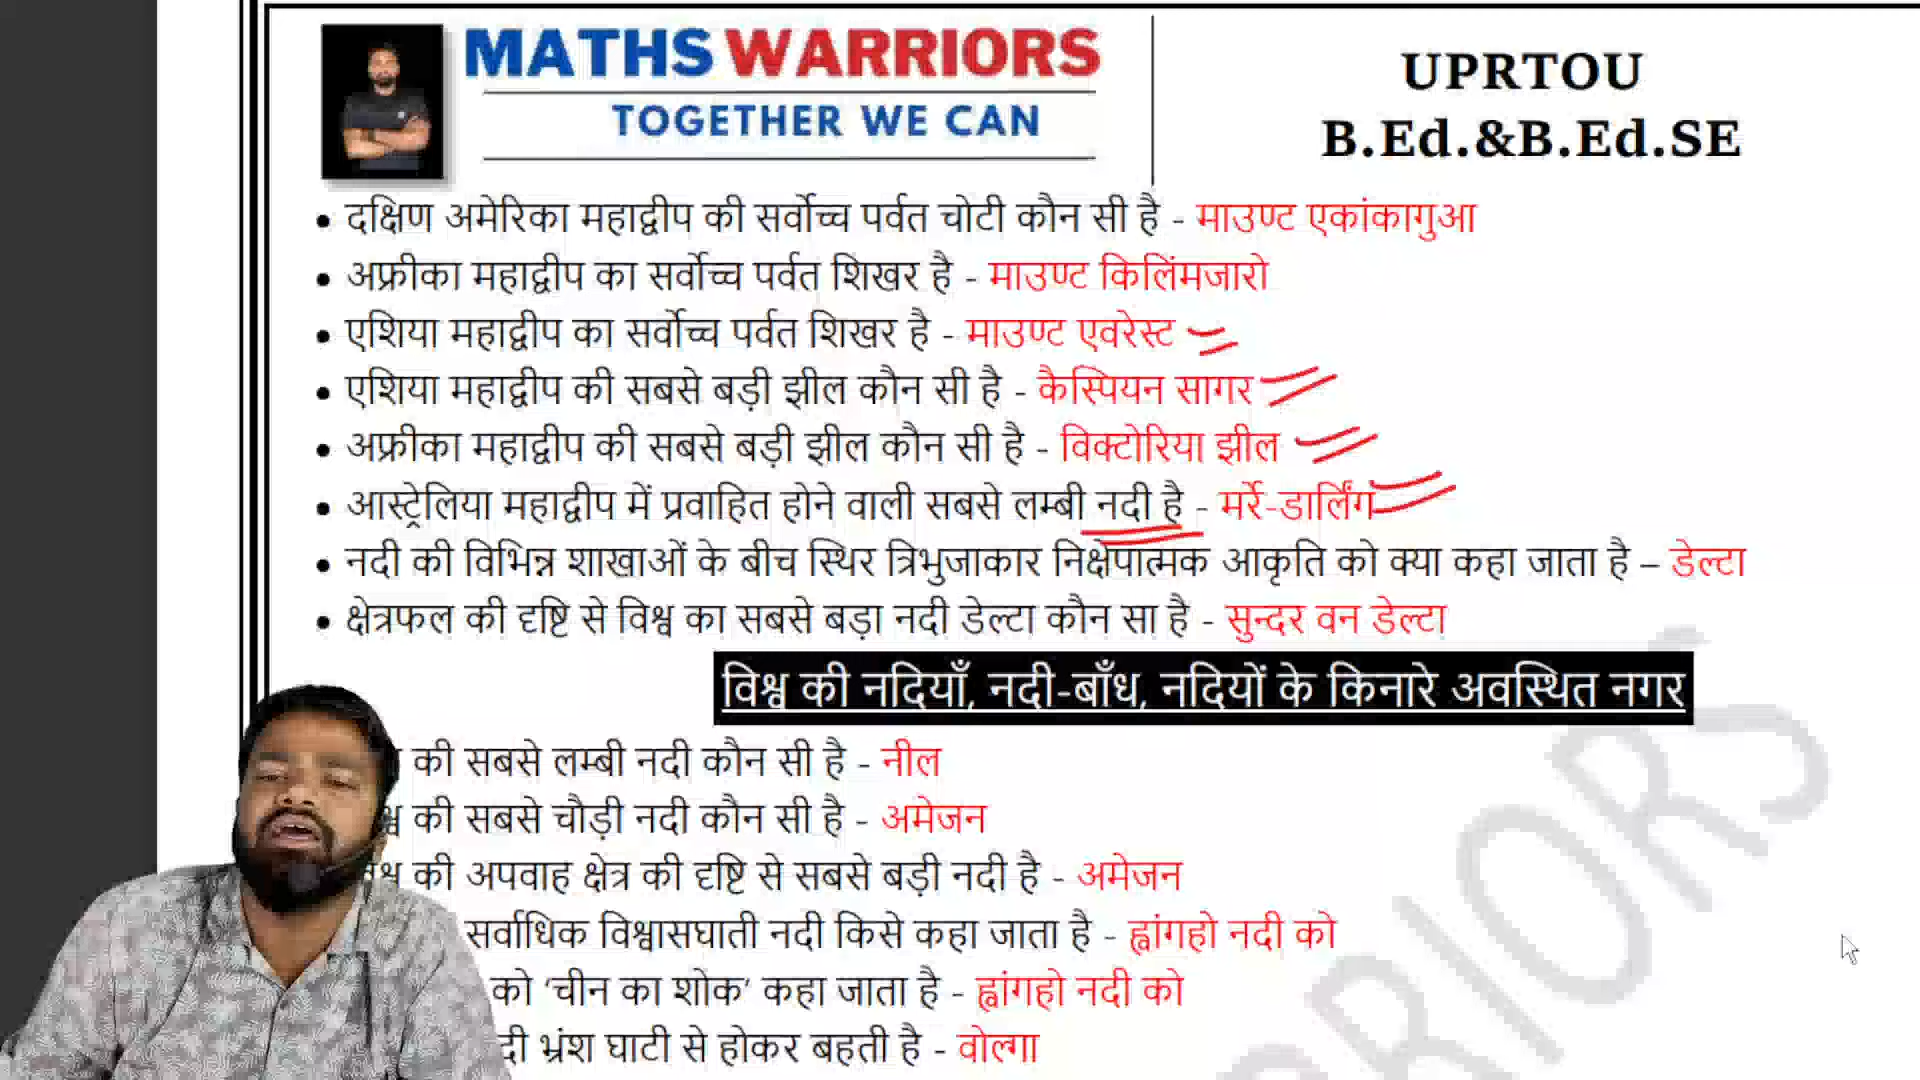 MATHS WARRIORS
TOGETHER WE CAN
UPRTOU
B.Ed.&B.Ed.SE
• दक्षिण अमेरिका महाद्वीप की सर्वोच्च पर्वत चोटी कौन सी है - माउण्ट एकांकागुआ
• अफ्रीका महाद्वीप का सर्वोच्च पर्वत शिखर है - माउण्ट किलिंमजारो
• एशिया महाद्वीप का सर्वोच्च पर्वत शिखर है - माउण्ट एवरेस्ट
• एशिया महाद्वीप की सबसे बड़ी झील कौन सी है - कैस्पियन सागर
• अफ्रीका महाद्वीप की सबसे बड़ी झील कौन सी है - विक्टोरिया झील
• आस्ट्रेलिया महाद्वीप में प्रवाहित होने वाली सबसे लम्बी नदी है - मर्रे-डार्लिंग
• नदी की विभिन्न शाखाओं के बीच स्थिर त्रिभुजाकार निक्षेपात्मक आकृति को क्या कहा जाता है – डेल्टा
• क्षेत्रफल की दृष्टि से विश्व का सबसे बड़ा नदी डेल्टा कौन सा है - सुन्दर वन डेल्टा
विश्व की नदियाँ, नदी-बाँध, नदियों के किनारे अवस्थित नगर
की सबसे लम्बी नदी कौन सी है - नील
की सबसे चौड़ी नदी कौन सी है - अमेजन
की अपवाह क्षेत्र की दृष्टि से सबसे बड़ी नदी है - अमेजन
सर्वाधिक विश्वासघाती नदी किसे कहा जाता है - ह्वांगहो नदी को
को ‘चीन का शोक’ कहा जाता है - ह्वांगहो नदी को
भ्रंश घाटी से होकर बहती है - वोल्गा